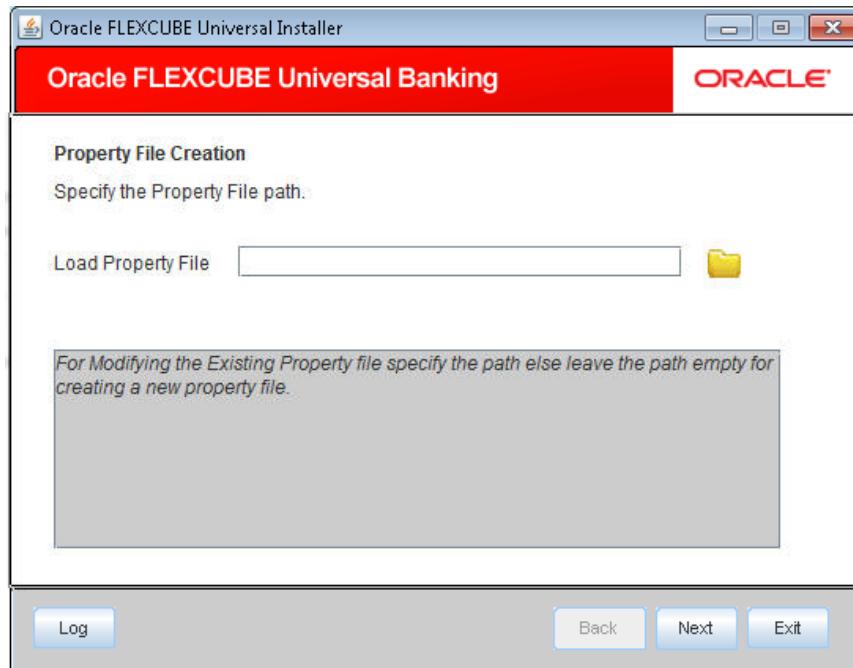 Oracle FLEXCUBE Universal Installer
Oracle FLEXCUBE Universal Banking
ORACLE
Property File Creation
Specify the Property File path.
Load Property File
For Modifying the Existing Property file specify the path else leave the path empty for
creating a new property file.
Log
Back
Next
Exit